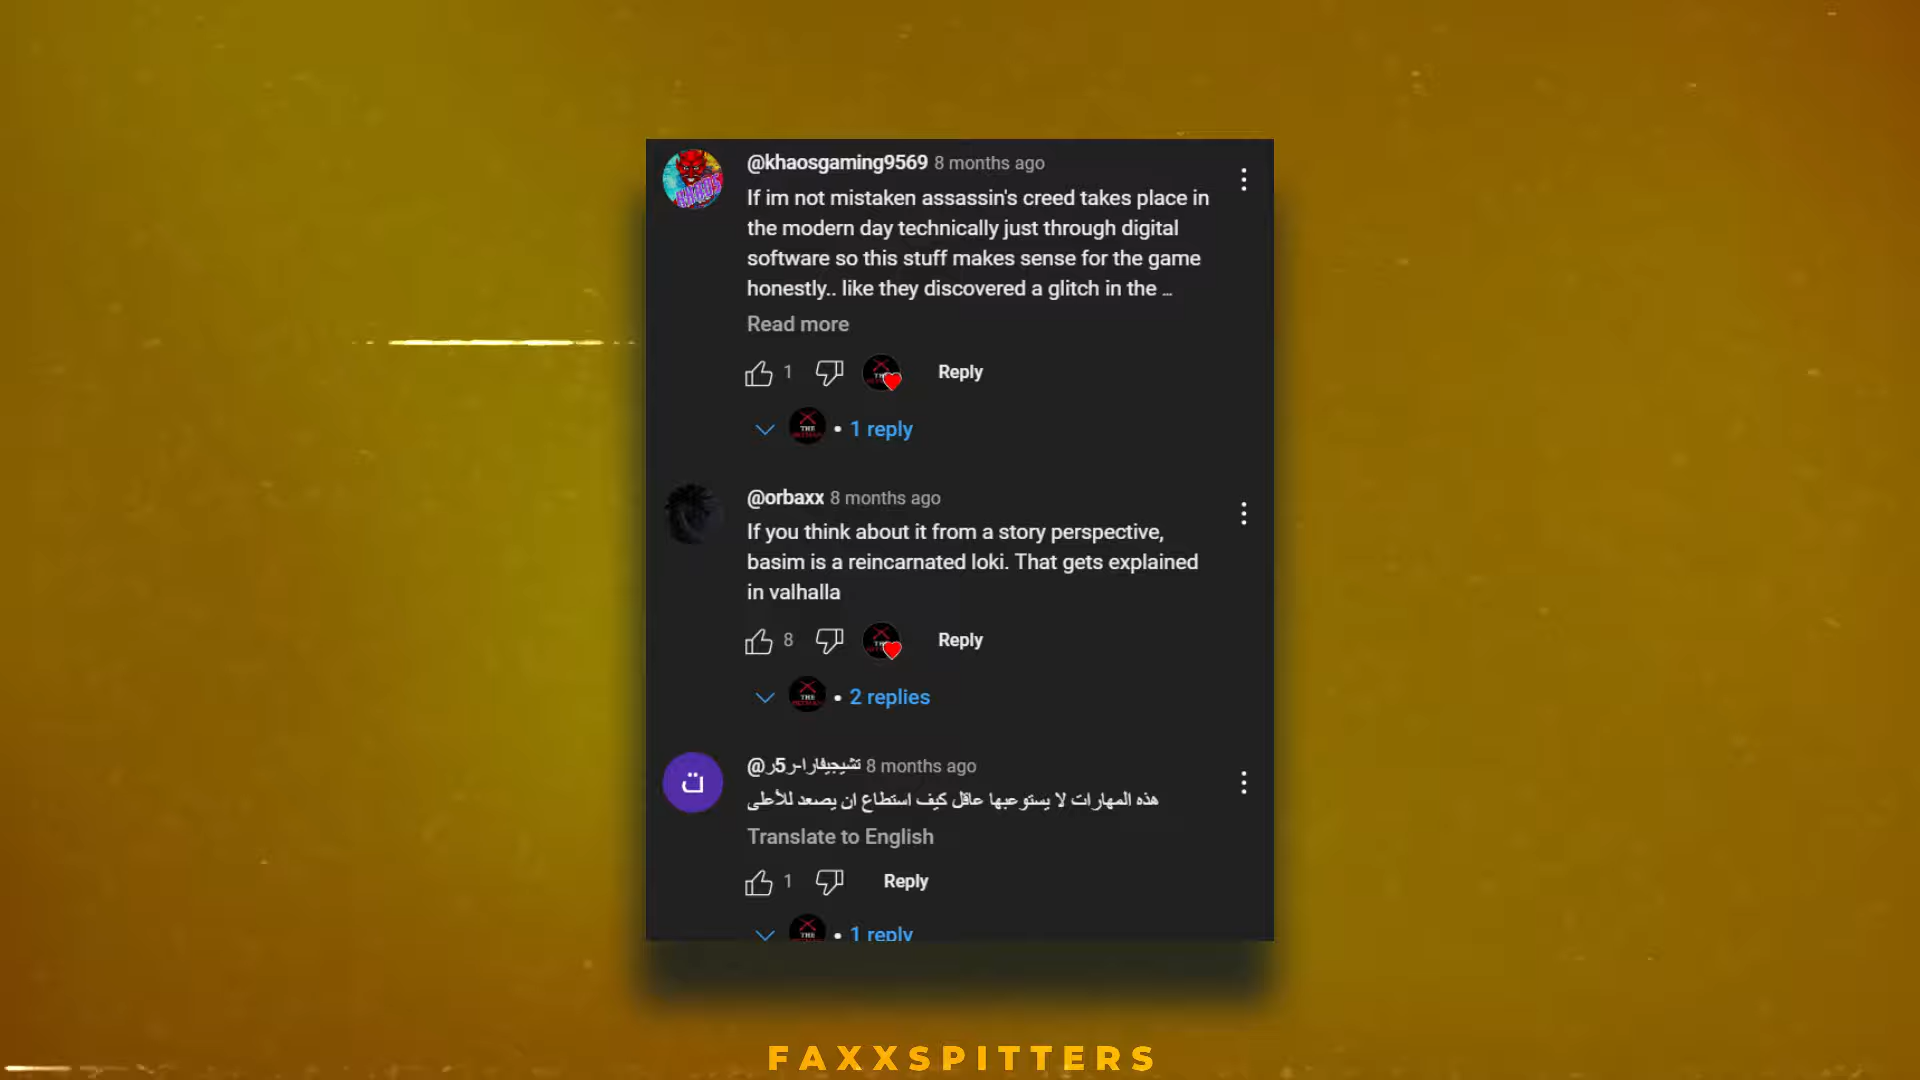 @khaosgaming9569 8 months ago
If im not mistaken assassin's creed takes place in
the modern day technically just through digital
software so this stuff makes sense for the game
honestly.. like they discovered a glitch in the ...
Read more
1 Reply
1 reply
@orbaxx 8 months ago
If you think about it from a story perspective,
basim is a reincarnated loki. That gets explained
in valhalla
8 Reply
2 replies
@تشيجيفارا-ر5ر 8 months ago
هذه المهارات لا يستوعبها عاقل كيف استطاع ان يصعد للأعلى
Translate to English
1 Reply
1 reply
FAXXSPITTERS